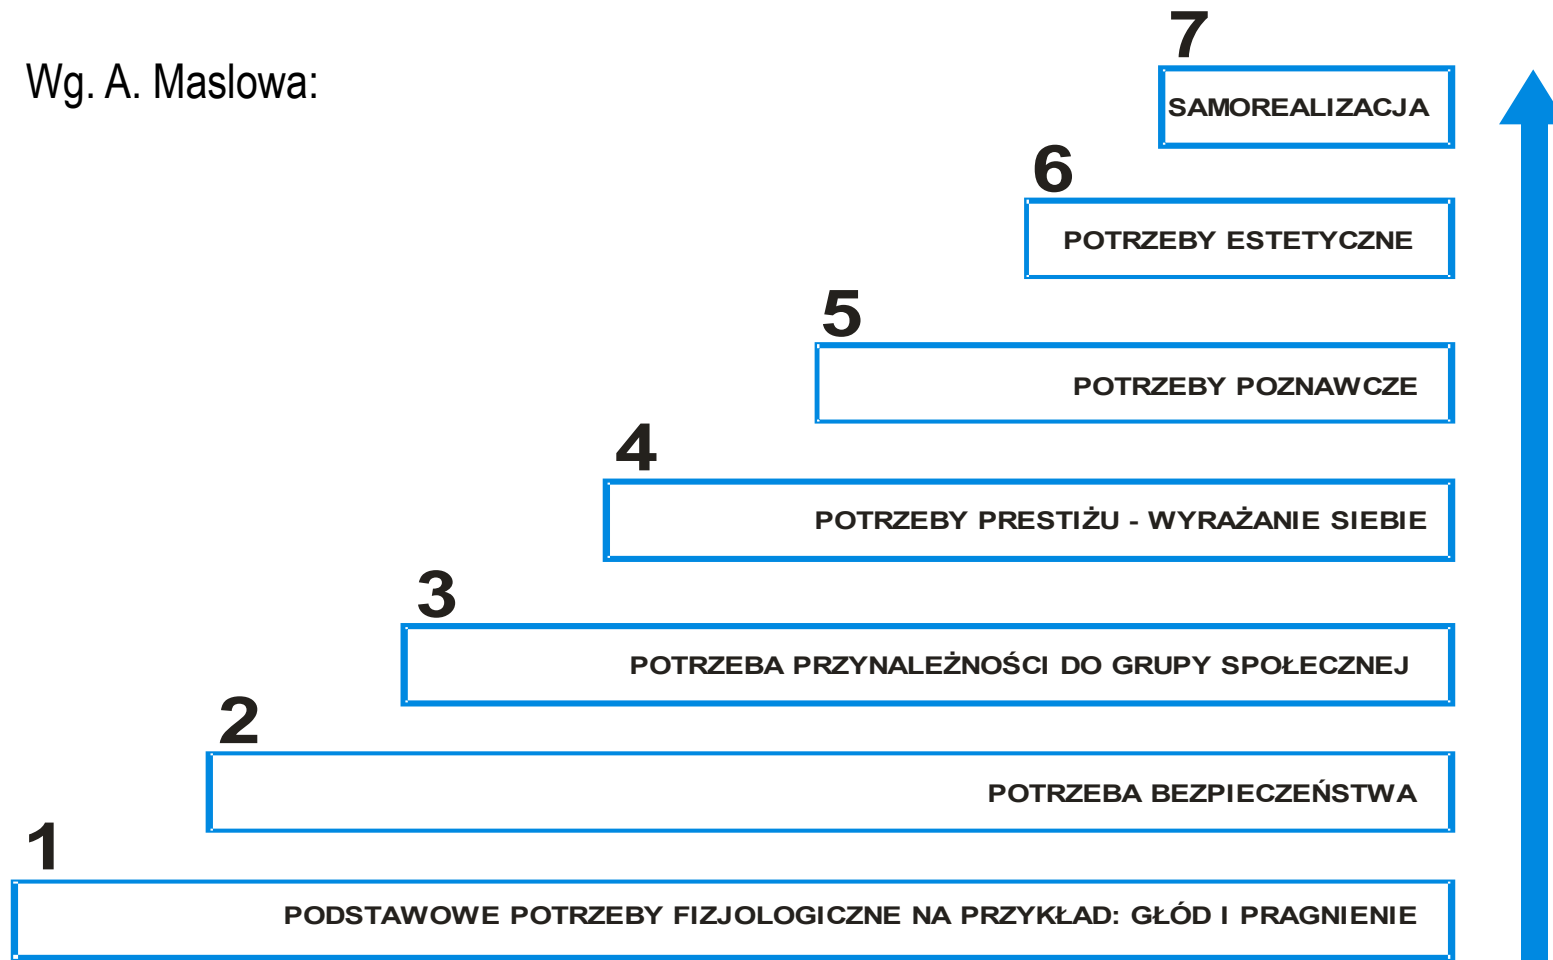 Wg. A. Maslowa:
7
SAMOREALIZACJA
6
POTRZEBY ESTETYCZNE
5
POTRZEBY POZNAWCZE
4
POTRZEBY PRESTIŻU - WYRAŻANIE SIEBIE
3
POTRZEBA PRZYNALEŻNOŚCI DO GRUPY SPOŁECZNEJ
2
POTRZEBA BEZPIECZEŃSTWA
1
PODSTAWOWE POTRZEBY FIZJOLOGICZNE NA PRZYKŁAD: GŁÓD I PRAGNIENIE